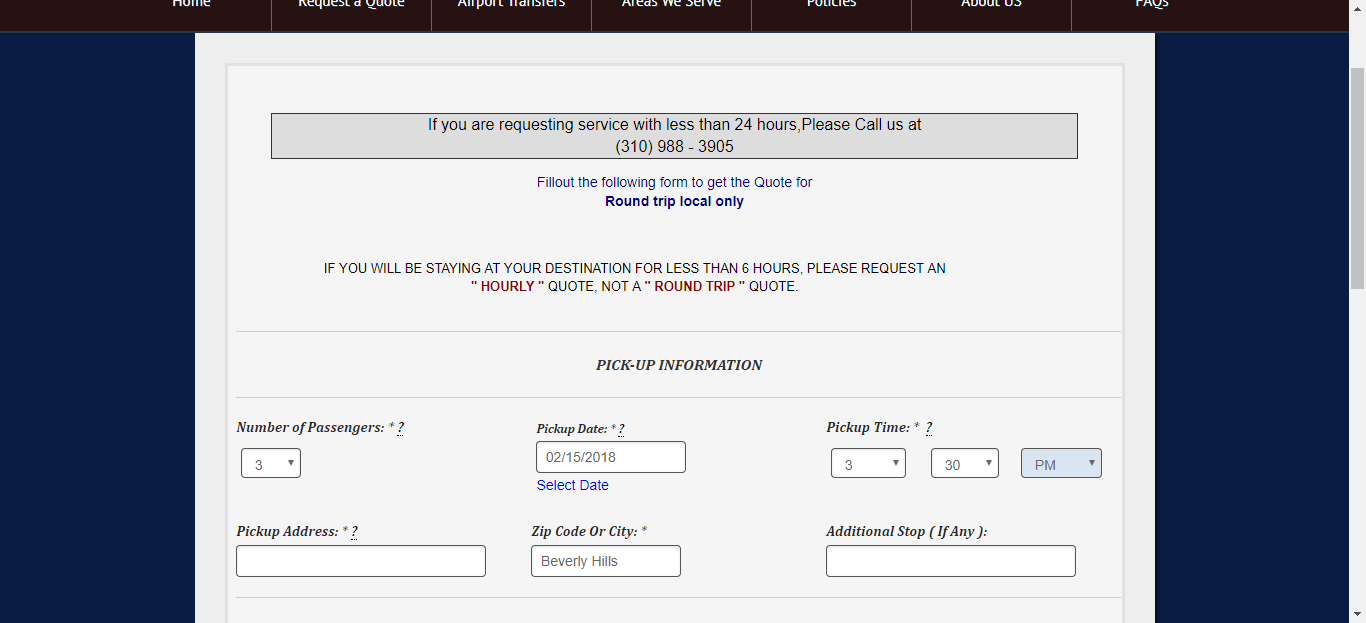 Home Request a Quote Airport Transfers Areas We Serve Policies About US FAQs
If you are requesting service with less than 24 hours,Please Call us at
(310) 988 - 3905
Fillout the following form to get the Quote for
Round trip local only
IF YOU WILL BE STAYING AT YOUR DESTINATION FOR LESS THAN 6 HOURS, PLEASE REQUEST AN
" HOURLY " QUOTE, NOT A " ROUND TRIP " QUOTE.
PICK-UP INFORMATION
Number of Passengers: * ? Pickup Date: * ? Pickup Time: * ?
3 02/15/2018 3 30 PM
Select Date
Pickup Address: * ? Zip Code Or City: * Additional Stop ( If Any ):
Beverly Hills